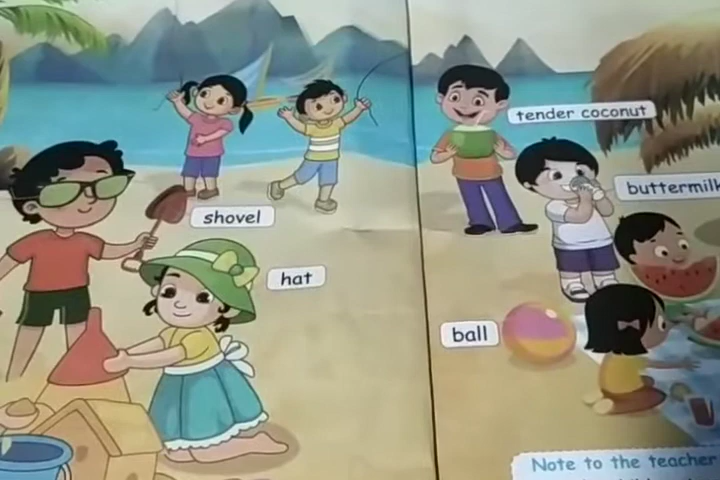 tender coconut
buttermilk
shovel
hat
ball
Note to the teacher